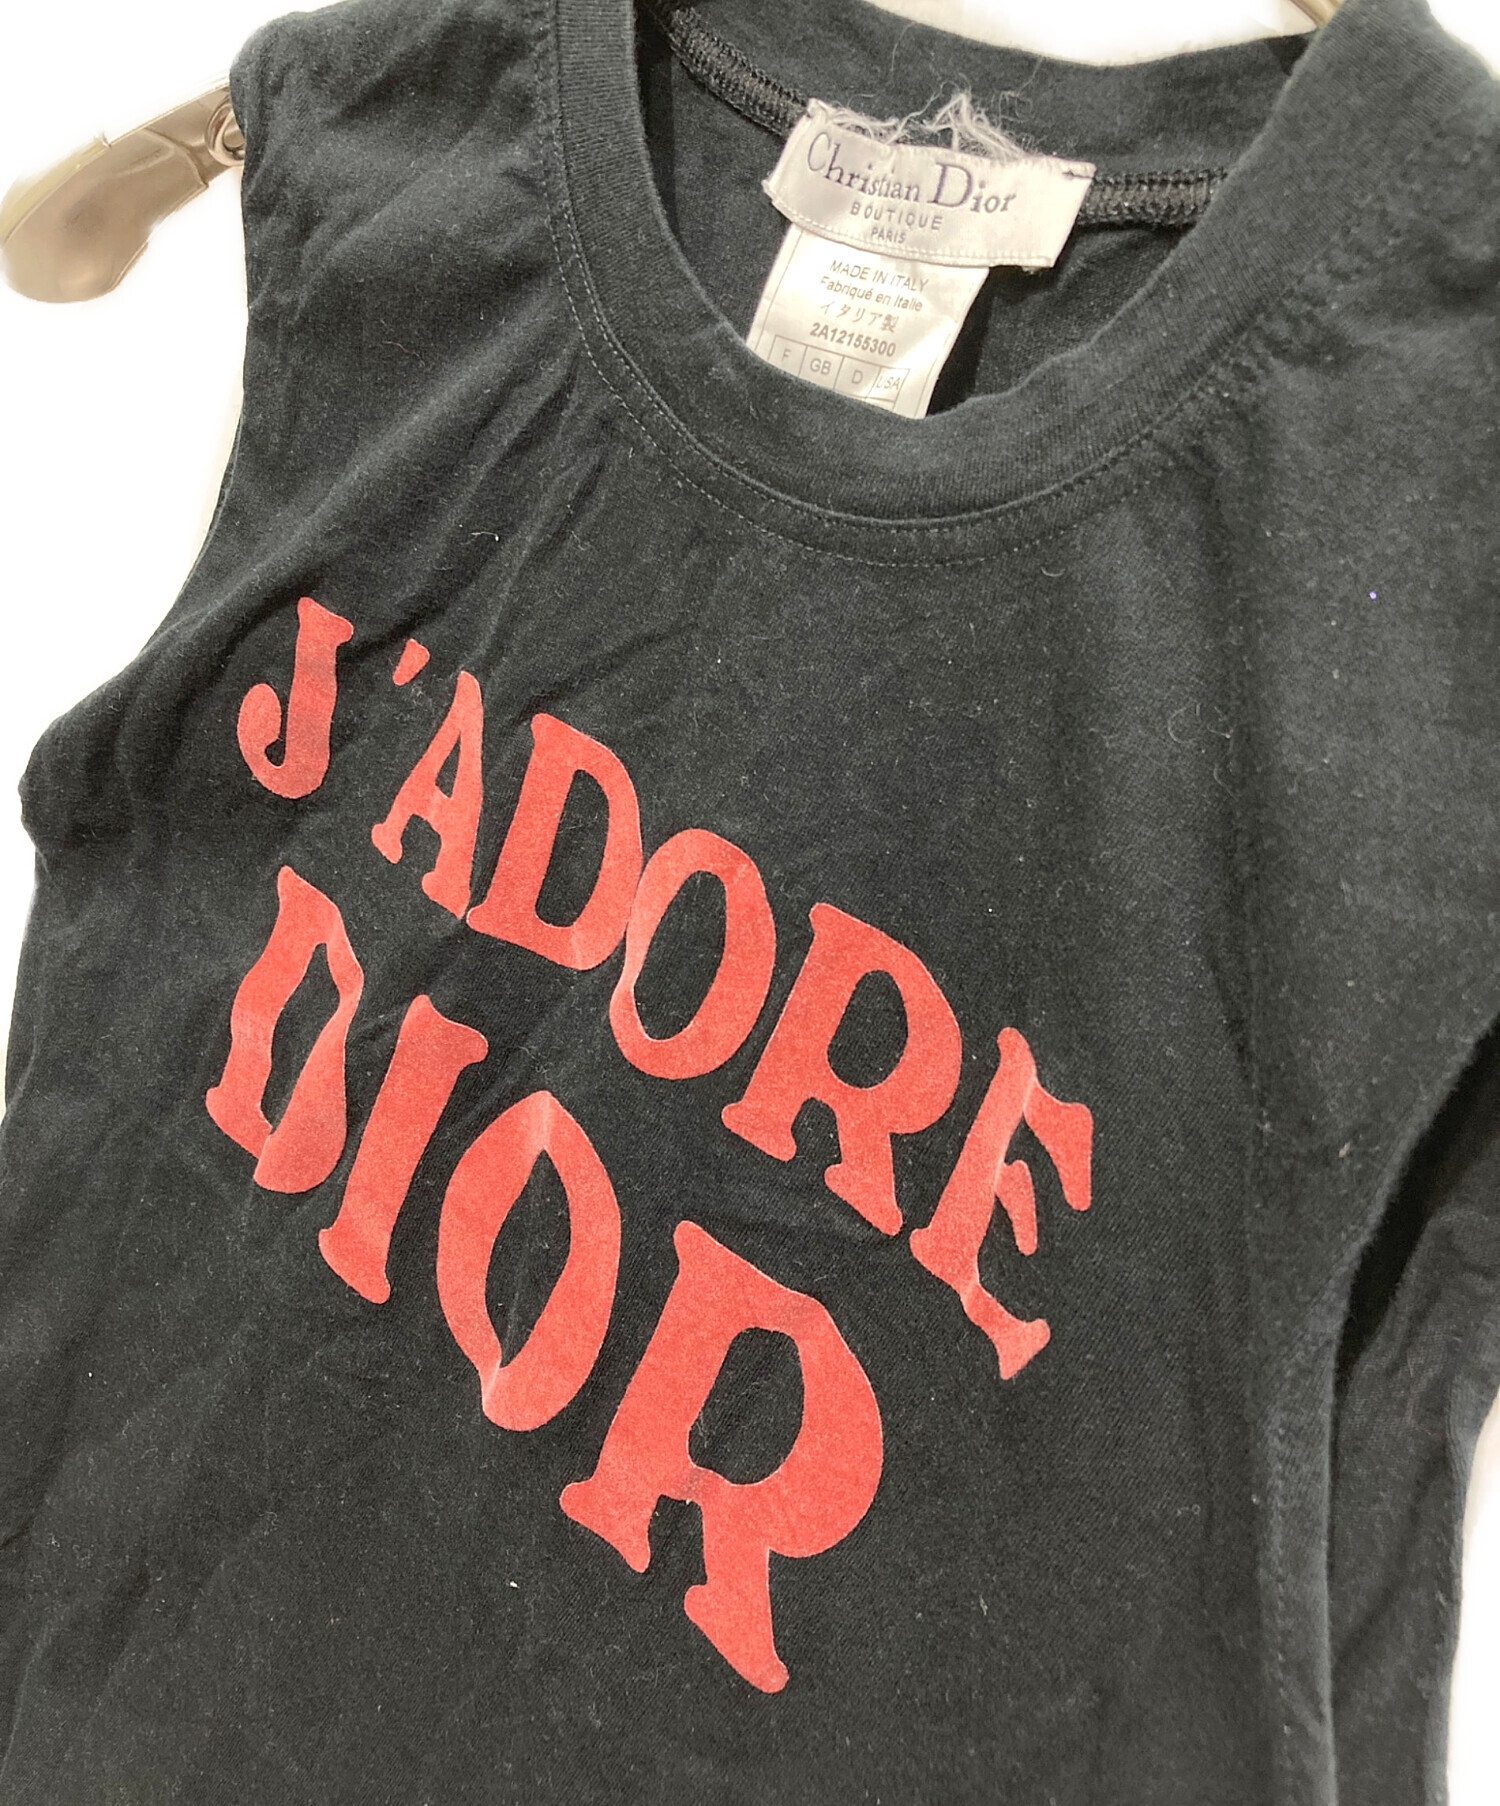 Christian Dior
BOUTIQUE
PARIS
MADE IN ITALY
Fabriqué en Italie
イタリア製
2A12155300
F GB D USA
J'ADORE
DIOR